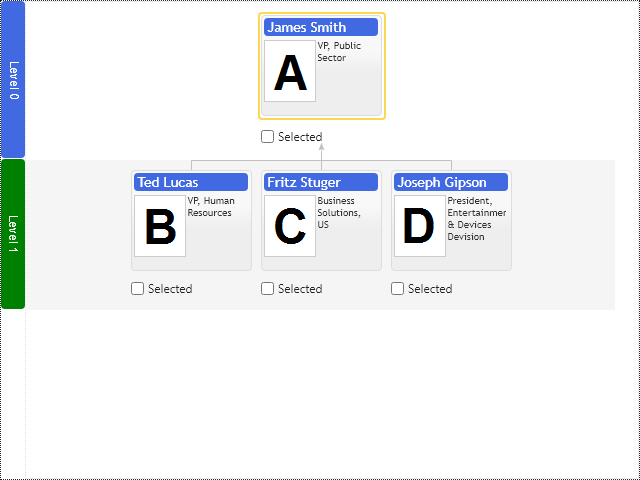 Level 0
James Smith
A
VP, Public
Sector
Selected
Level 1
Ted Lucas
B
VP, Human
Resources
Selected
Fritz Stuger
C
Business
Solutions,
US
Selected
Joseph Gipson
D
President,
Entertainmer
& Devices
Devision
Selected